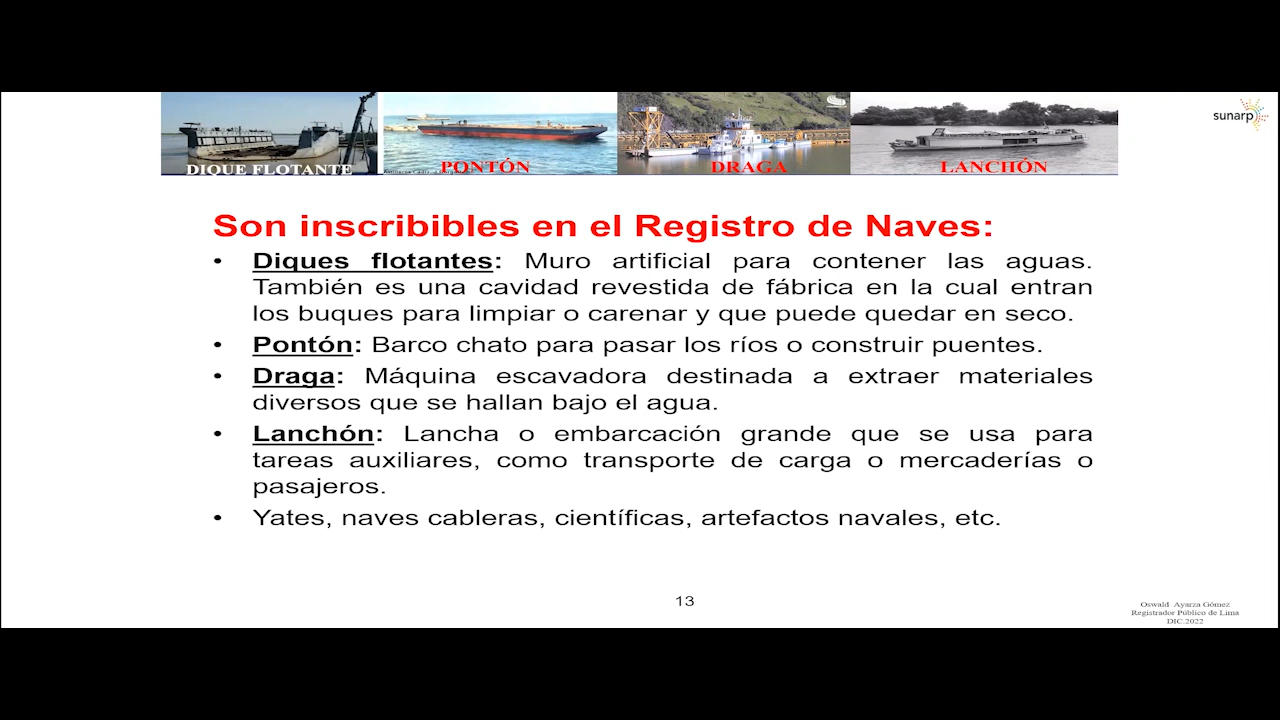 DIQUE FLOTANTE
PONTÓN
DRAGA
LANCHÓN
sunarp
Son inscribibles en el Registro de Naves:
• Diques flotantes: Muro artificial para contener las aguas.
También es una cavidad revestida de fábrica en la cual entran
los buques para limpiar o carenar y que puede quedar en seco.
• Pontón: Barco chato para pasar los ríos o construir puentes.
• Draga: Máquina escavadora destinada a extraer materiales
diversos que se hallan bajo el agua.
• Lanchón: Lancha o embarcación grande que se usa para
tareas auxiliares, como transporte de carga o mercaderías o
pasajeros.
• Yates, naves cableras, científicas, artefactos navales, etc.
13
Oswald Ayarza Gómez
Registrador Público de Lima
DIC.2022